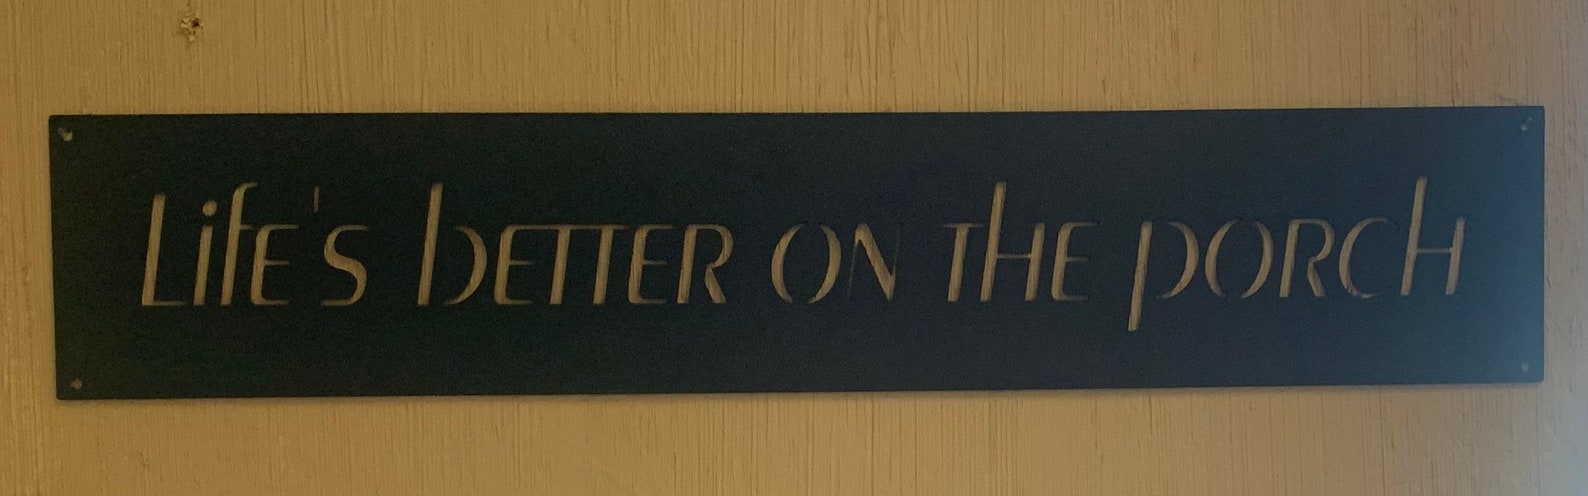 Life's better on the porch